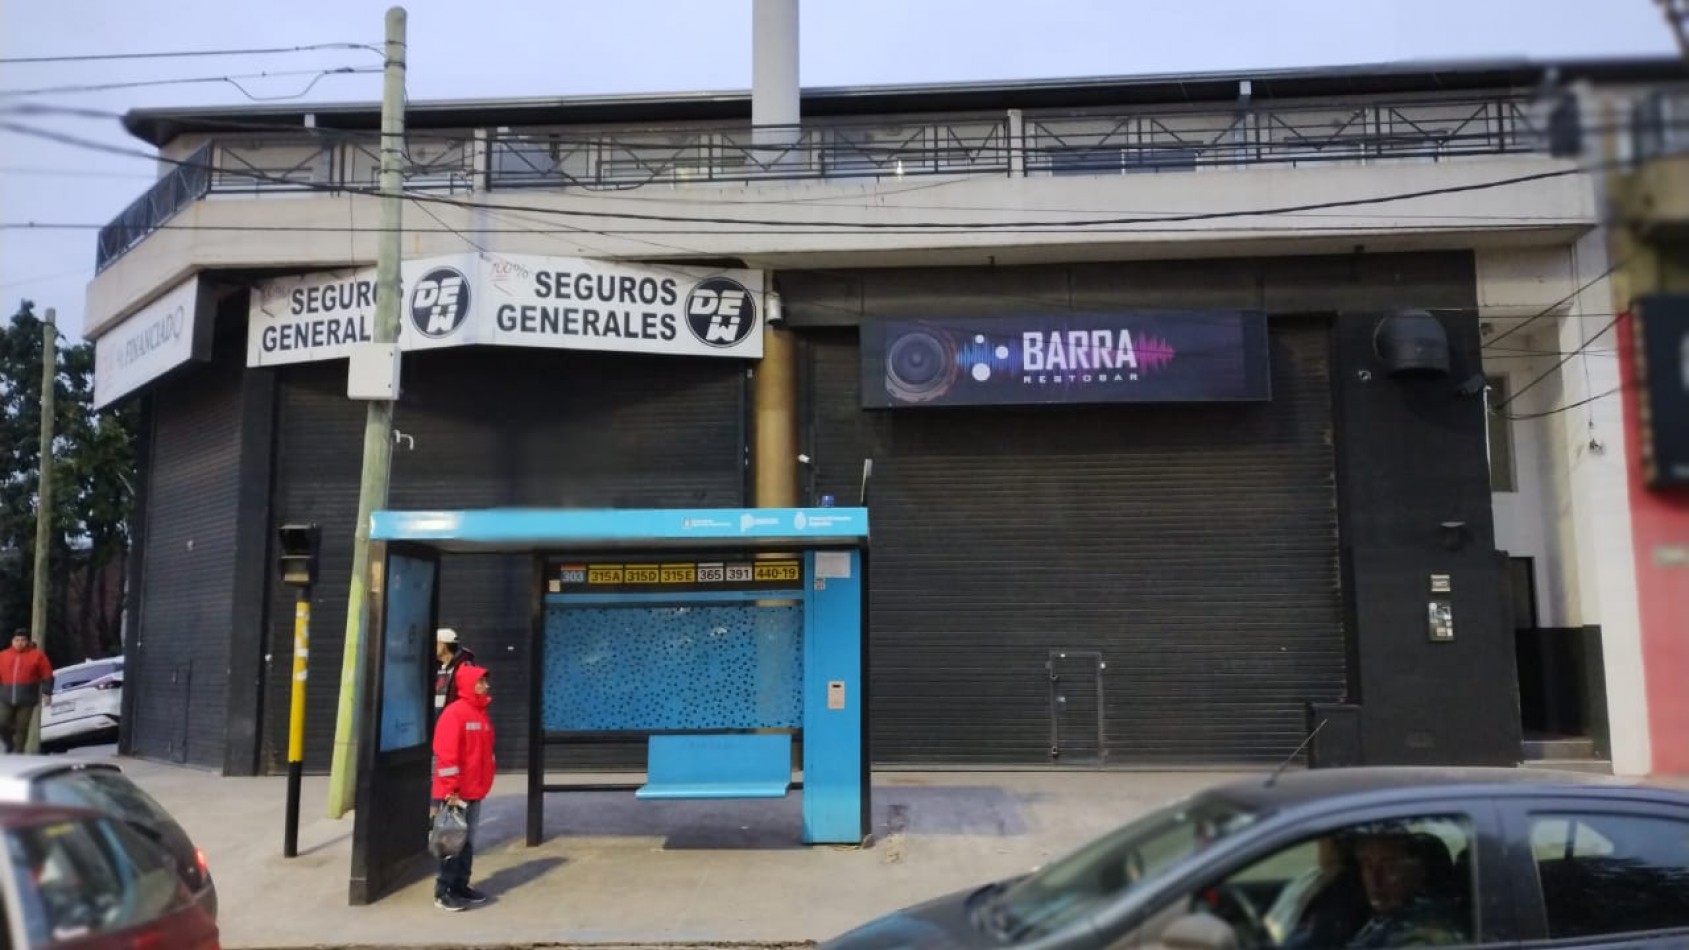 FINANCIADO
SEGUROS
GENERALES
DEW
100%
SEGUROS
GENERALES
DEW
BARRA
RESTOBAR
303 315A 315D 315E 365 391 440-19